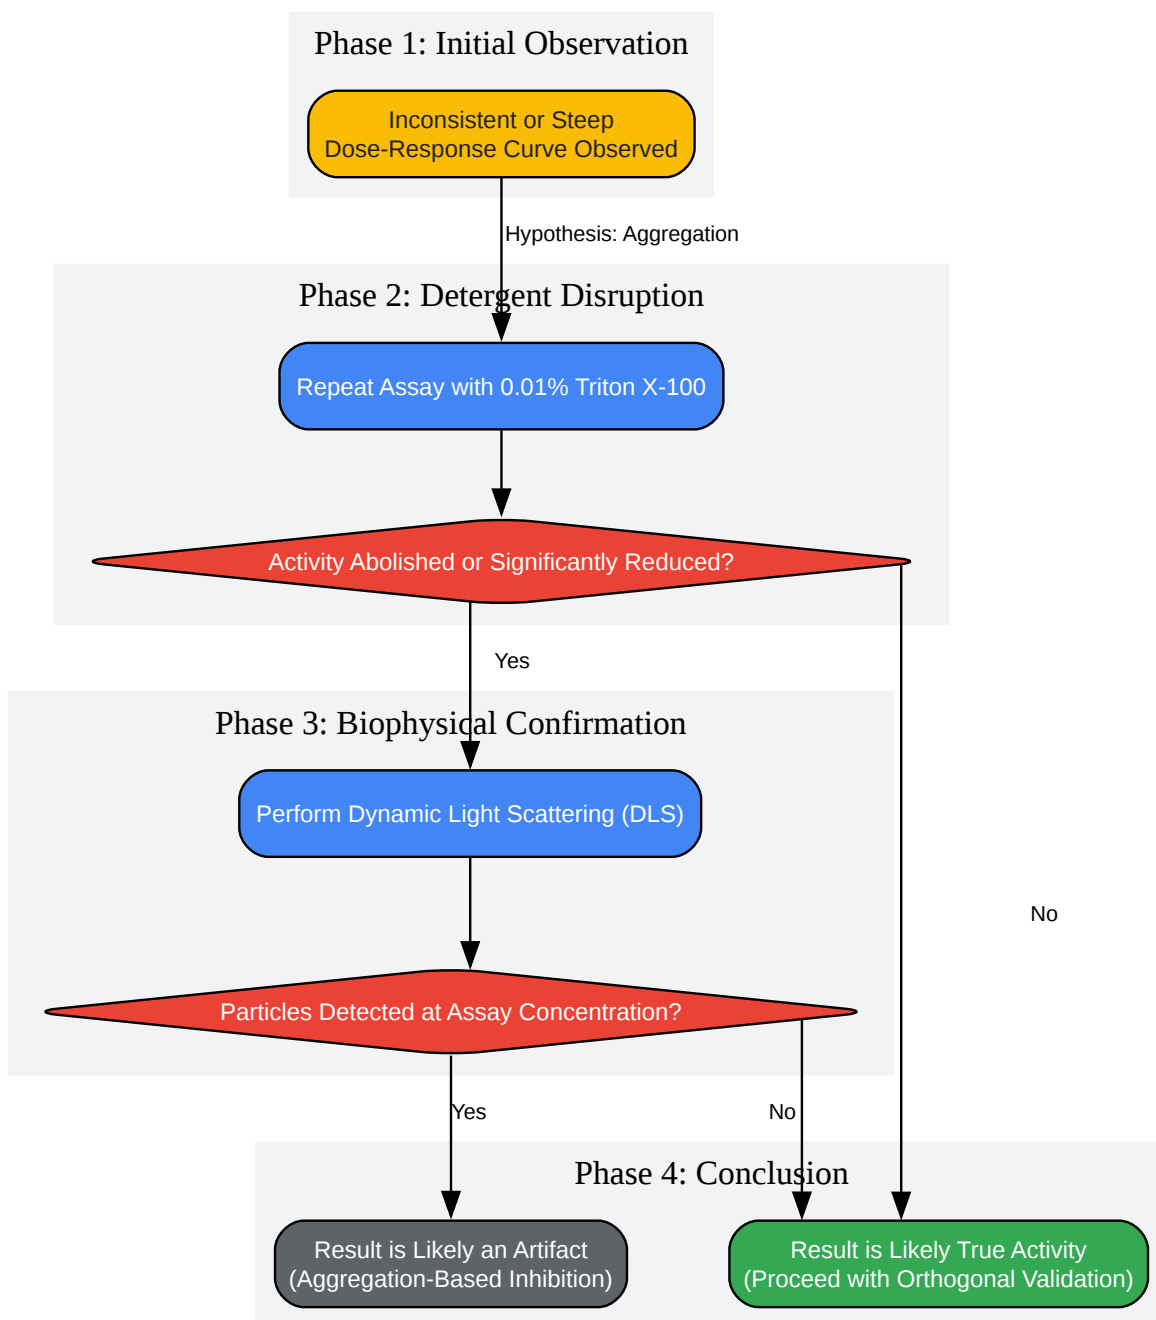 Phase 1: Initial Observation
Inconsistent or Steep
Dose-Response Curve Observed
Hypothesis: Aggregation
Phase 2: Detergent Disruption
Repeat Assay with 0.01% Triton X-100
Activity Abolished or Significantly Reduced?
Yes
Phase 3: Biophysical Confirmation
Perform Dynamic Light Scattering (DLS)
No
Particles Detected at Assay Concentration?
Yes
No
Phase 4: Conclusion
Result is Likely an Artifact
(Aggregation-Based Inhibition)
Result is Likely True Activity
(Proceed with Orthogonal Validation)